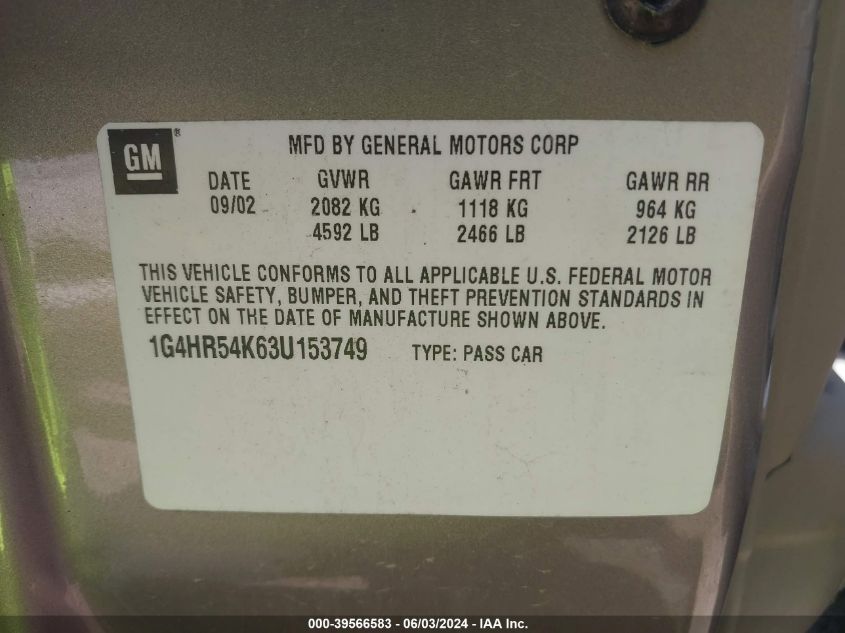 GM ®
MFD BY GENERAL MOTORS CORP
DATE GVWR GAWR FRT GAWR RR
09/02 2082 KG 1118 KG 964 KG
4592 LB 2466 LB 2126 LB
THIS VEHICLE CONFORMS TO ALL APPLICABLE U.S. FEDERAL MOTOR
VEHICLE SAFETY, BUMPER, AND THEFT PREVENTION STANDARDS IN
EFFECT ON THE DATE OF MANUFACTURE SHOWN ABOVE.
1G4HR54K63U153749 TYPE: PASS CAR
000-39566583 - 06/03/2024 - IAA Inc.